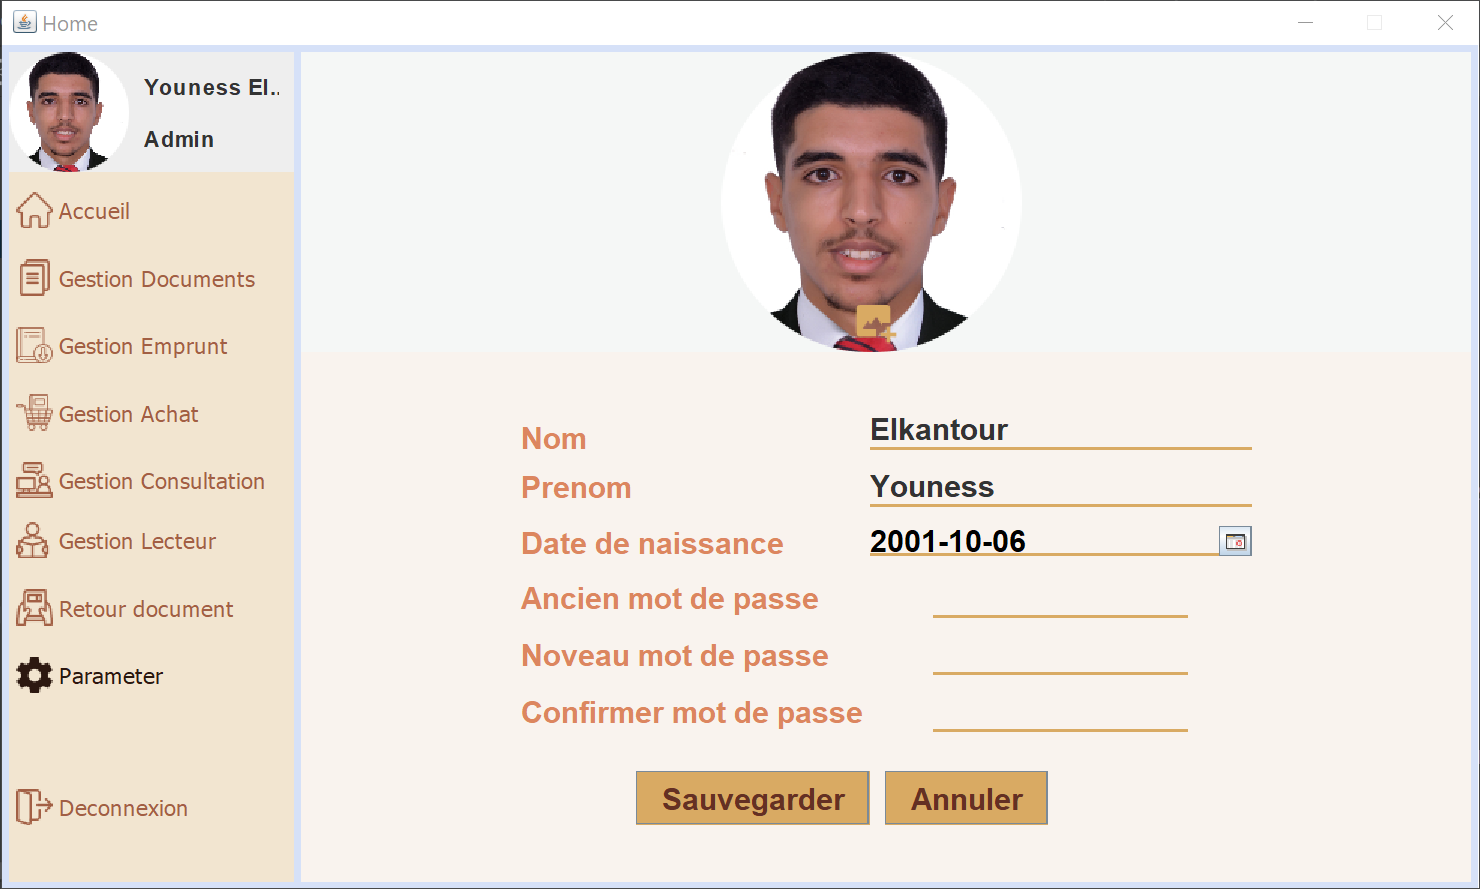 Home
Youness El..
Admin
Accueil
Gestion Documents
Gestion Emprunt
Gestion Achat
Gestion Consultation
Gestion Lecteur
Retour document
Parameter
Deconnexion
Nom Elkantour
Prenom Youness
Date de naissance 2001-10-06
Ancien mot de passe
Noveau mot de passe
Confirmer mot de passe
Sauvegarder Annuler